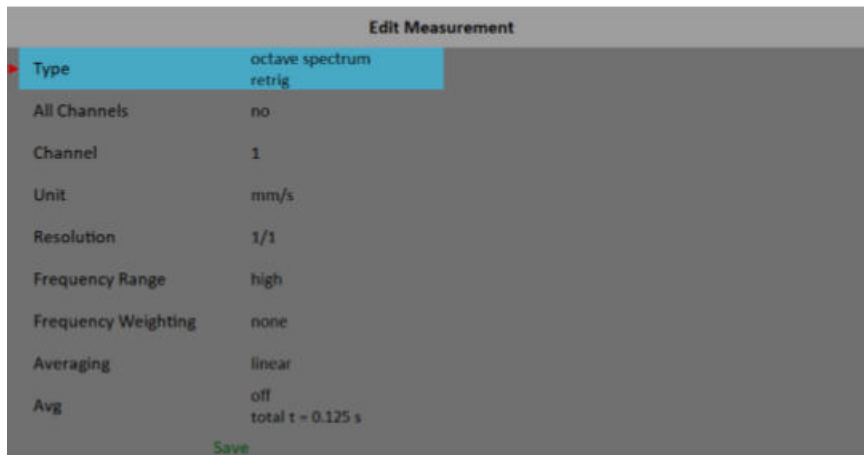 Edit Measurement
Type octave spectrum
retrig
All Channels no
Channel 1
Unit mm/s
Resolution 1/1
Frequency Range high
Frequency Weighting none
Averaging linear
Avg off
total t = 0.125 s
Save